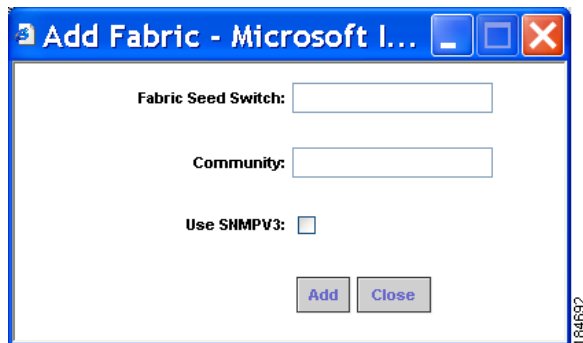 Add Fabric - Microsoft I...
Fabric Seed Switch:
Community:
Use SNMPV3:
Add Close
184692